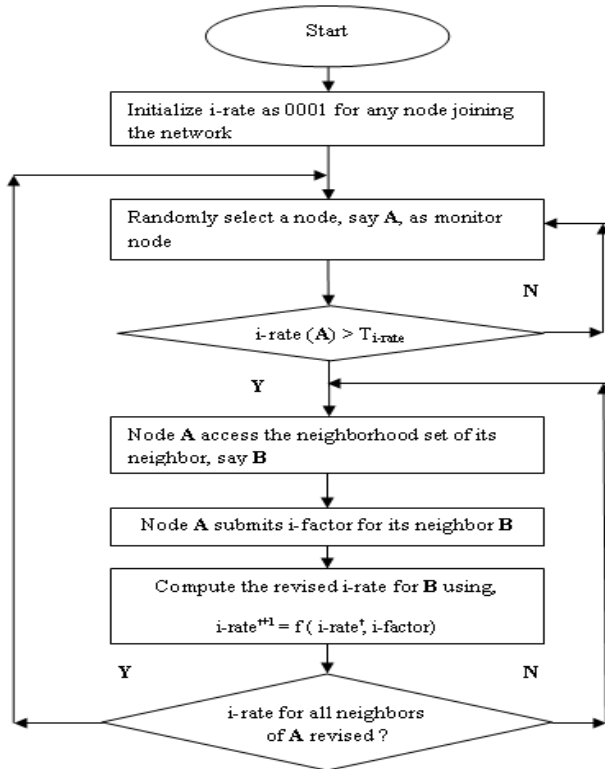 Start
Initialize i-rate as 0001 for any node joining
the network
Randomly select a node, say A, as monitor
node
N
i-rate (A) > Ti-rate
Y
Node A access the neighborhood set of its
neighbor, say B
Node A submits i-factor for its neighbor B
Compute the revised i-rate for B using,
i-rate^t+1 = f ( i-rate^t, i-factor)
Y
N
i-rate for all neighbors
of A revised ?